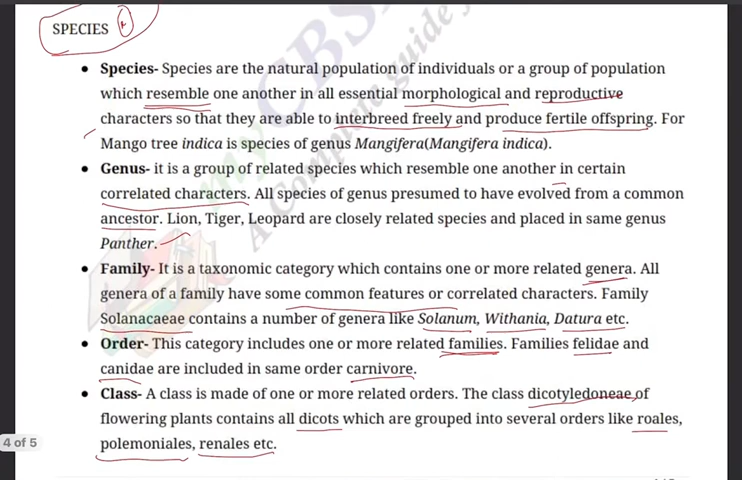 SPECIES
• Species- Species are the natural population of individuals or a group of population
which resemble one another in all essential morphological and reproductive
characters so that they are able to interbreed freely and produce fertile offspring. For
Mango tree indica is species of genus Mangifera(Mangifera indica).
• Genus- it is a group of related species which resemble one another in certain
correlated characters. All species of genus presumed to have evolved from a common
ancestor. Lion, Tiger, Leopard are closely related species and placed in same genus
Panther.
• Family- It is a taxonomic category which contains one or more related genera. All
genera of a family have some common features or correlated characters. Family
Solanacaeae contains a number of genera like Solanum, Withania, Datura etc.
• Order- This category includes one or more related families. Families felidae and
canidae are included in same order carnivore.
• Class- A class is made of one or more related orders. The class dicotyledoneae of
flowering plants contains all dicots which are grouped into several orders like roales,
polemoniales, renales etc.
4 of 5